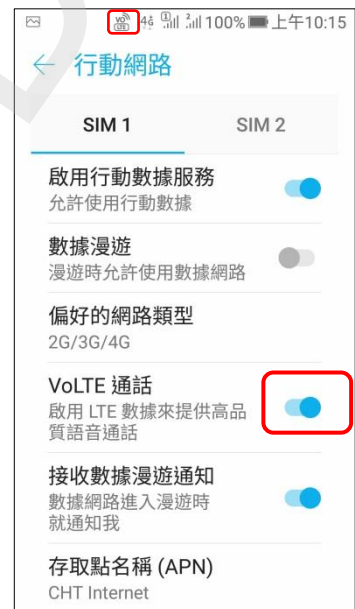 VO LTE 4G 1 2 100% 上午10:15
行動網路
SIM 1 SIM 2
啟用行動數據服務
允許使用行動數據
數據漫遊
漫遊時允許使用數據網路
偏好的網路類型
2G/3G/4G
VoLTE 通話
啟用 LTE 數據來提供高品
質語音通話
接收數據漫遊通知
數據網路進入漫遊時
就通知我
存取點名稱 (APN)
CHT Internet